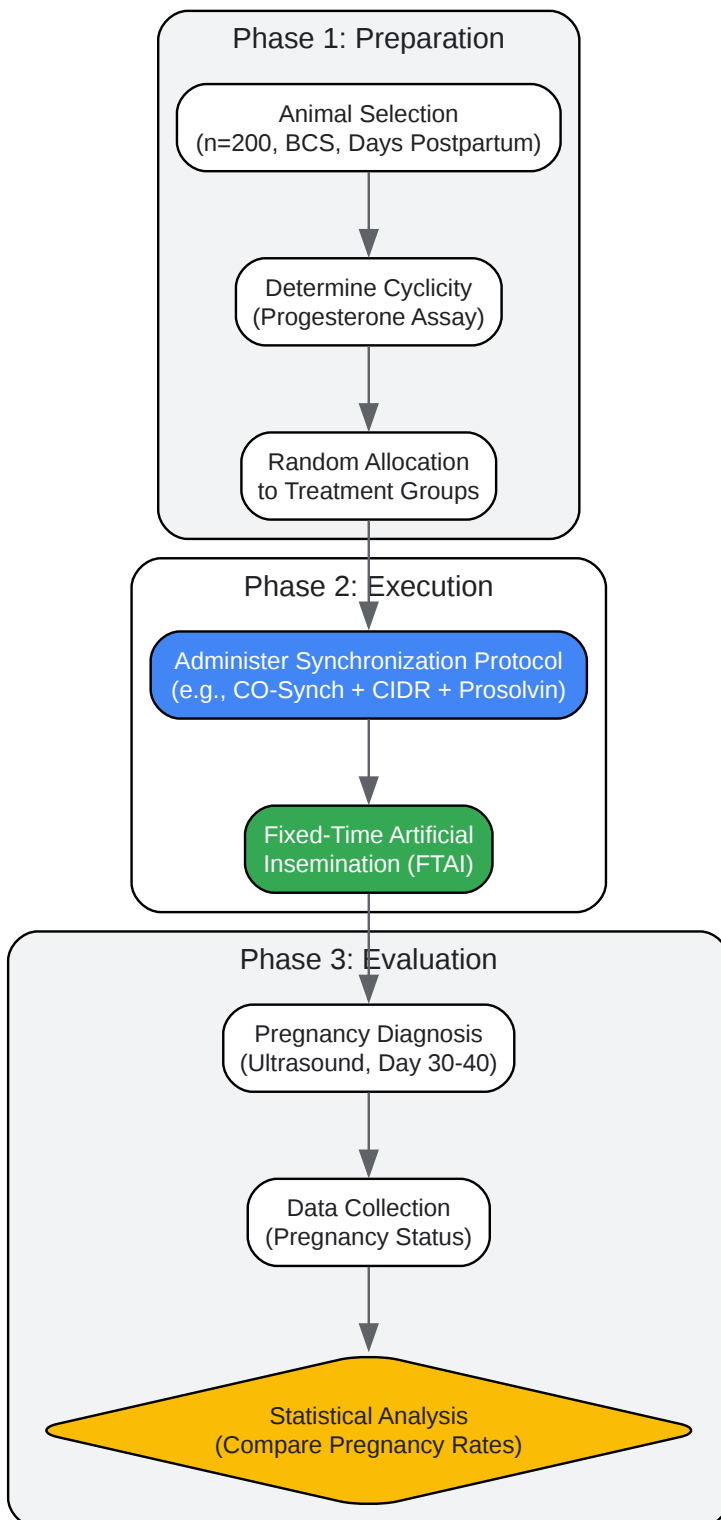 Phase 1: Preparation
Animal Selection
(n=200, BCS, Days Postpartum)
Determine Cyclicity
(Progesterone Assay)
Random Allocation
to Treatment Groups
Phase 2: Execution
Administer Synchronization Protocol
(e.g., CO-Synch + CIDR + Prosolvin)
Fixed-Time Artificial
Insemination (FTAI)
Phase 3: Evaluation
Pregnancy Diagnosis
(Ultrasound, Day 30-40)
Data Collection
(Pregnancy Status)
Statistical Analysis
(Compare Pregnancy Rates)